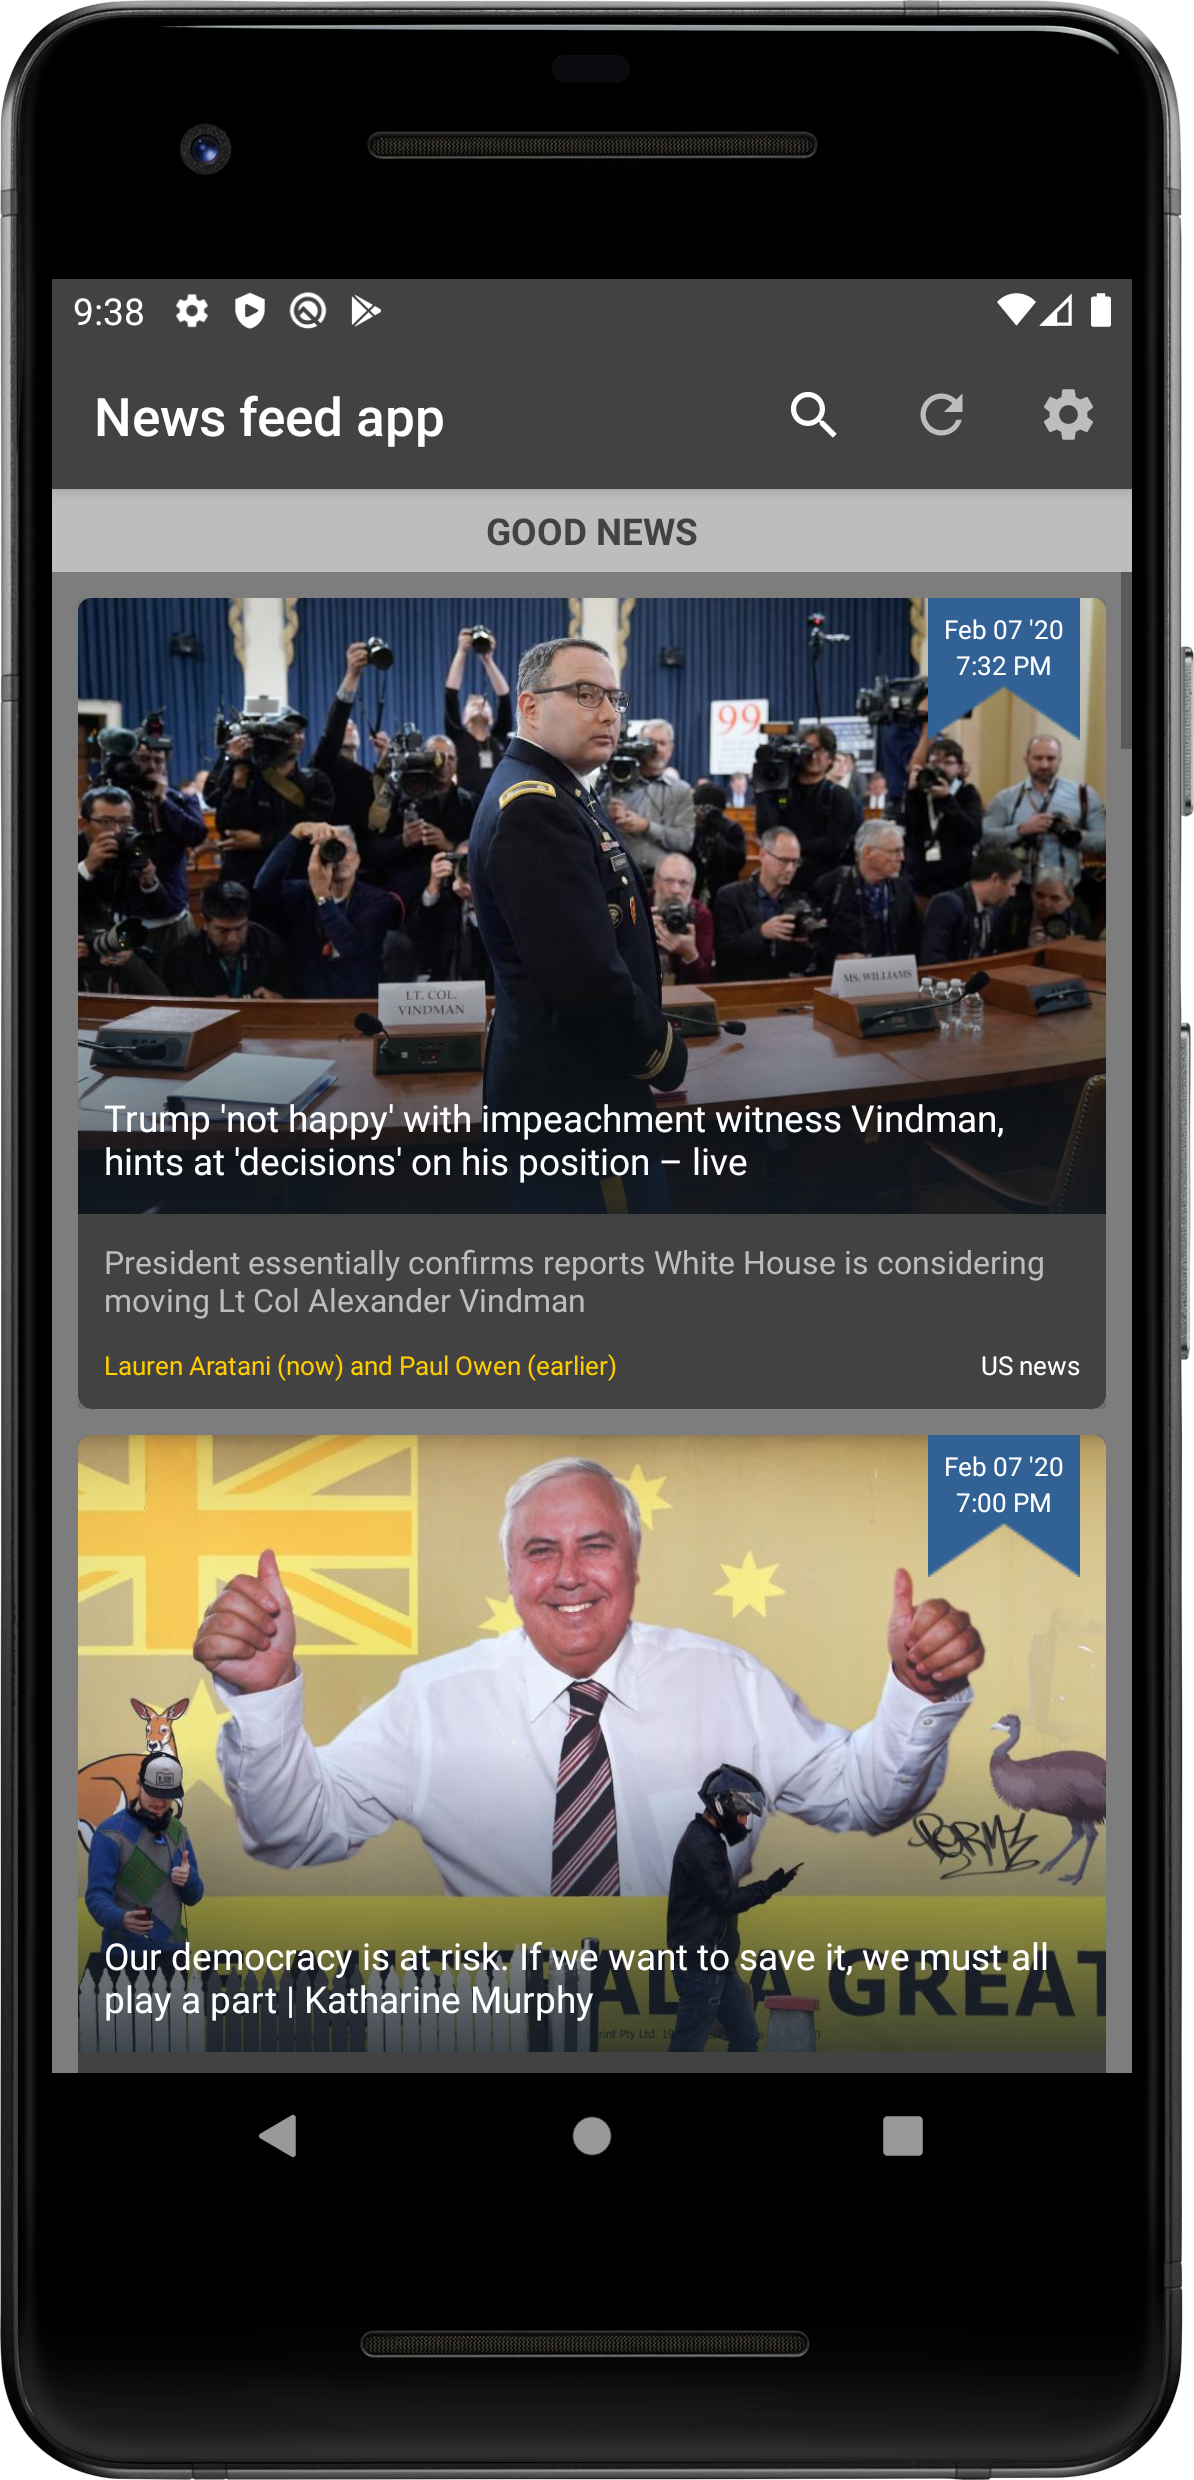 9:38
News feed app
GOOD NEWS
Feb 07 '20
7:32 PM
99
LT. COL.
VINDMAN
MS. WILLIAMS
Trump 'not happy' with impeachment witness Vindman,
hints at 'decisions' on his position – live
President essentially confirms reports White House is considering
moving Lt Col Alexander Vindman
Lauren Aratani (now) and Paul Owen (earlier)
US news
Feb 07 '20
7:00 PM
Our democracy is at risk. If we want to save it, we must all
play a part | Katharine Murphy
A GREAT